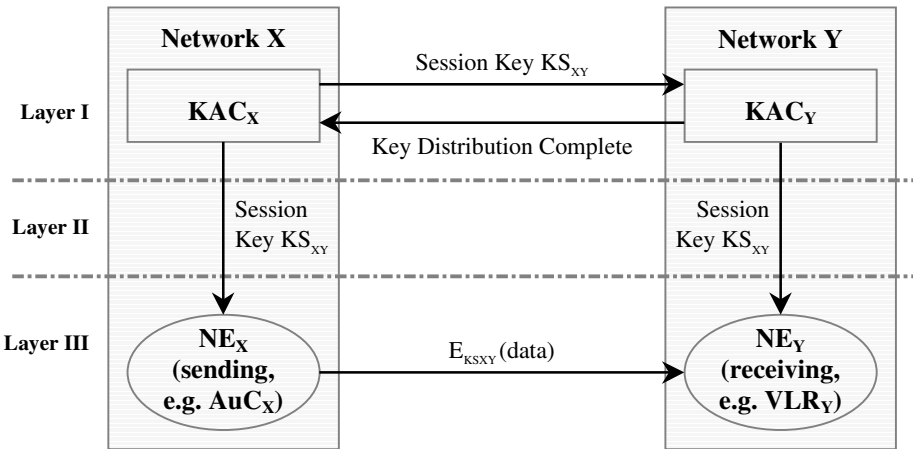 Network X
Network Y
Session Key KS_XY
Layer I
KAC_X
KAC_Y
Key Distribution Complete
Session
Key KS_XY
Session
Key KS_XY
Layer II
Layer III
NE_X
(sending,
e.g. AuC_X)
E_KSXY(data)
NE_Y
(receiving,
e.g. VLR_Y)